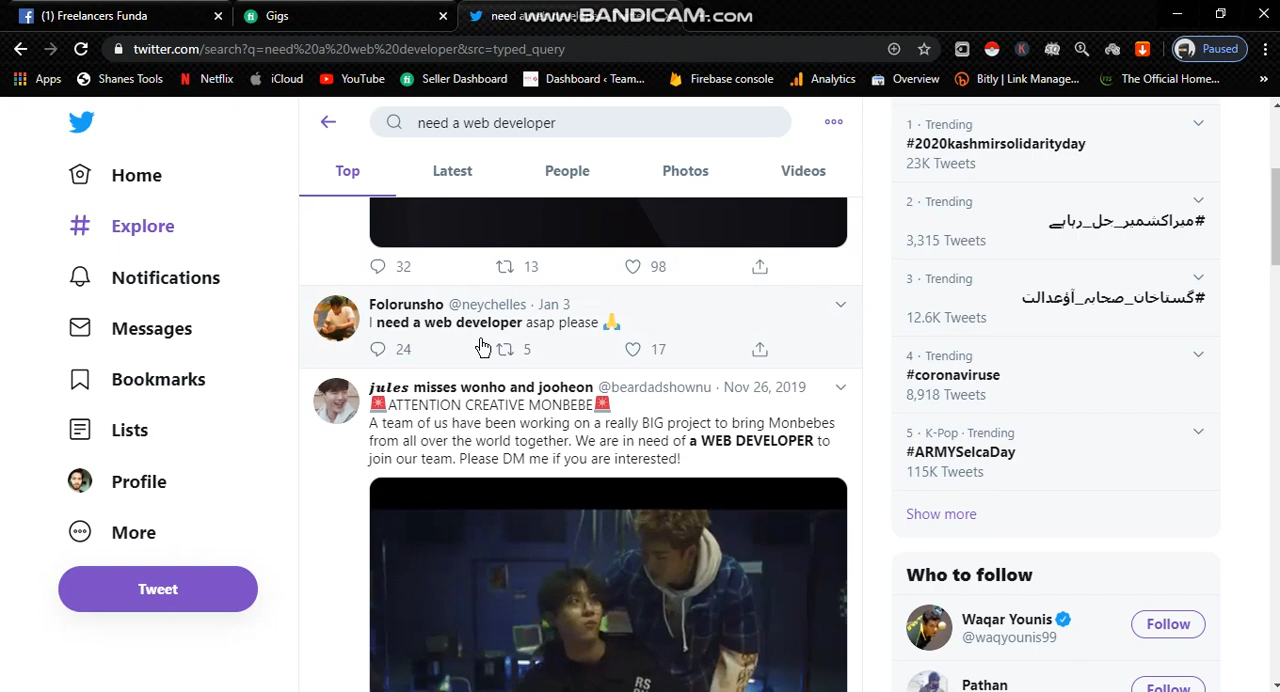 (1) Freelancers Funda
Gigs
www.BANDICAM.com
twitter.com/search?q=need%20a%20web%20developer&src=typed_query
Paused
Apps
Shanes Tools
Netflix
iCloud
YouTube
Seller Dashboard
Dashboard ‹ Team...
Firebase console
Analytics
Overview
Bitly | Link Manage...
The Official Home...
need a web developer
Home
Explore
Notifications
Messages
Bookmarks
Lists
Profile
More
Tweet
Top
Latest
People
Photos
Videos
32
13
98
Folorunsho @neychelles · Jan 3
I need a web developer asap please 🙏
24
5
17
𝒋𝒖𝒍𝒆𝒔 misses wonho and jooheon @beardadshownu · Nov 26, 2019
🚨ATTENTION CREATIVE MONBEBE🚨
A team of us have been working on a really BIG project to bring Monbebes
from all over the world together. We are in need of a WEB DEVELOPER to
join our team. Please DM me if you are interested!
RS
1 · Trending
#2020kashmirsolidarityday
23K Tweets
2 · Trending
#میراکشمیر_جل_رہاہے
3,315 Tweets
3 · Trending
#گستاخان_صحابہ_آؤعدالت
12.6K Tweets
4 · Trending
#coronaviruse
8,918 Tweets
5 · K-Pop · Trending
#ARMYSelcaDay
115K Tweets
Show more
Who to follow
Waqar Younis
@waqyounis99
Follow
Pathan
Follow